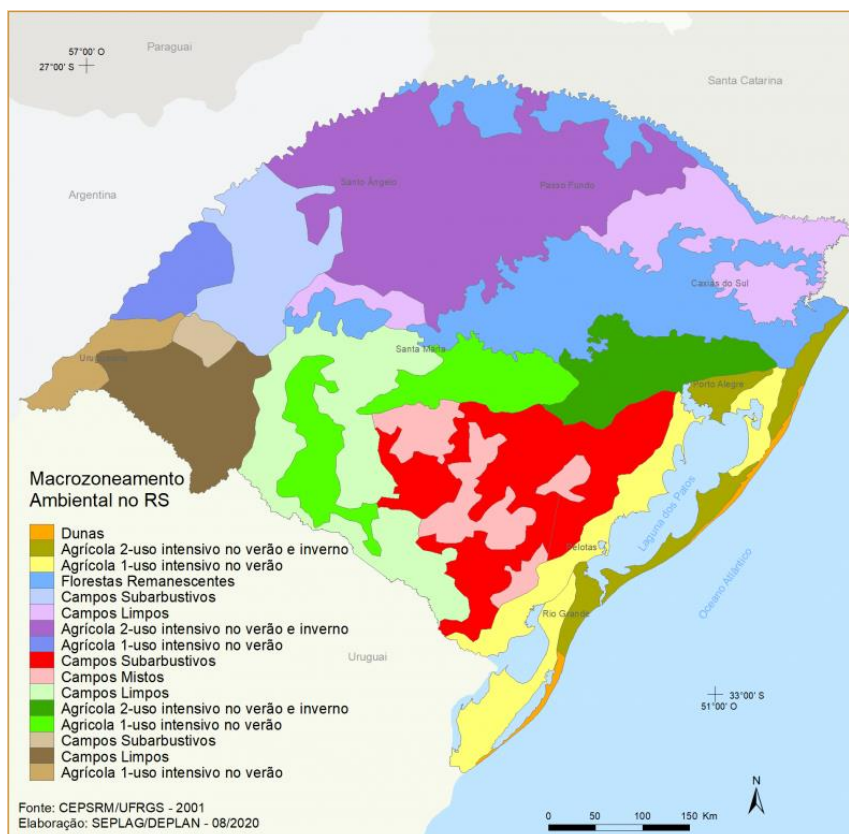 Paraguai
57°00' O
27°00' S
Santa Catarina
Argentina
Santo Ângelo
Passo Fundo
Caxias do Sul
Uruguaiana
Santa Maria
Porto Alegre
Laguna dos Patos
Pelotas
Oceano Atlântico
Rio Grande
Uruguai
33°00' S
51°00' O
Macrozoneamento
Ambiental no RS
Dunas
Agrícola 2-uso intensivo no verão e inverno
Agrícola 1-uso intensivo no verão
Florestas Remanescentes
Campos Subarbustivos
Campos Limpos
Agrícola 2-uso intensivo no verão e inverno
Agrícola 1-uso intensivo no verão
Campos Subarbustivos
Campos Mistos
Campos Limpos
Agrícola 2-uso intensivo no verão e inverno
Agricola 1-uso intensivo no verão
Campos Subarbustivos
Campos Limpos
Agrícola 1-uso intensivo no verão
Fonte: CEPSRM/UFRGS - 2001
Elaboração: SEPLAG/DEPLAN - 08/2020
N
0 50 100 150 Km